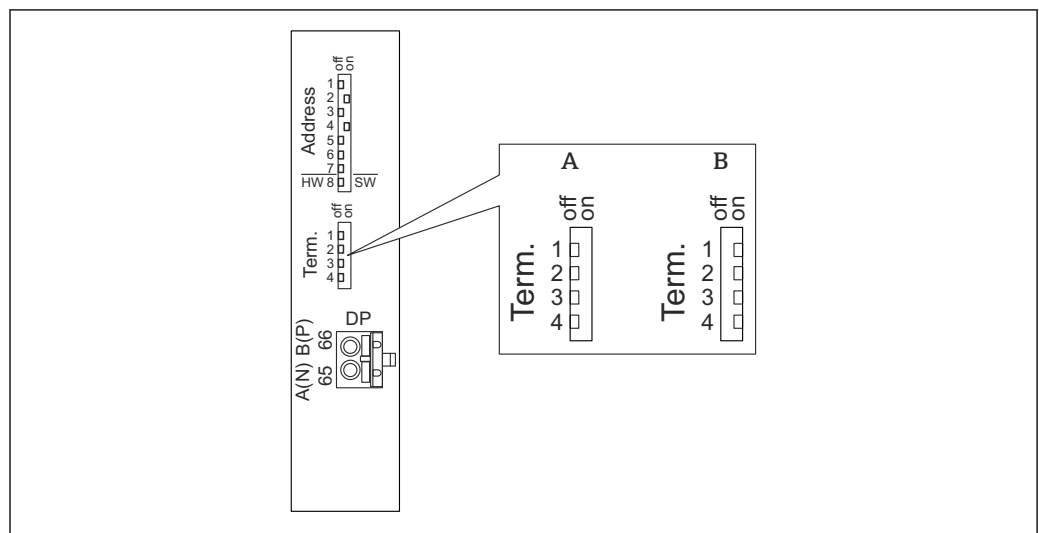 off
on
Address
1
2
3
4
5
6
7
HW 8 SW
off
on
Term.
1
2
3
4
DP
B(P) 66
A(N) 65
A
off
on
Term.
1
2
3
4
B
off
on
Term.
1
2
3
4